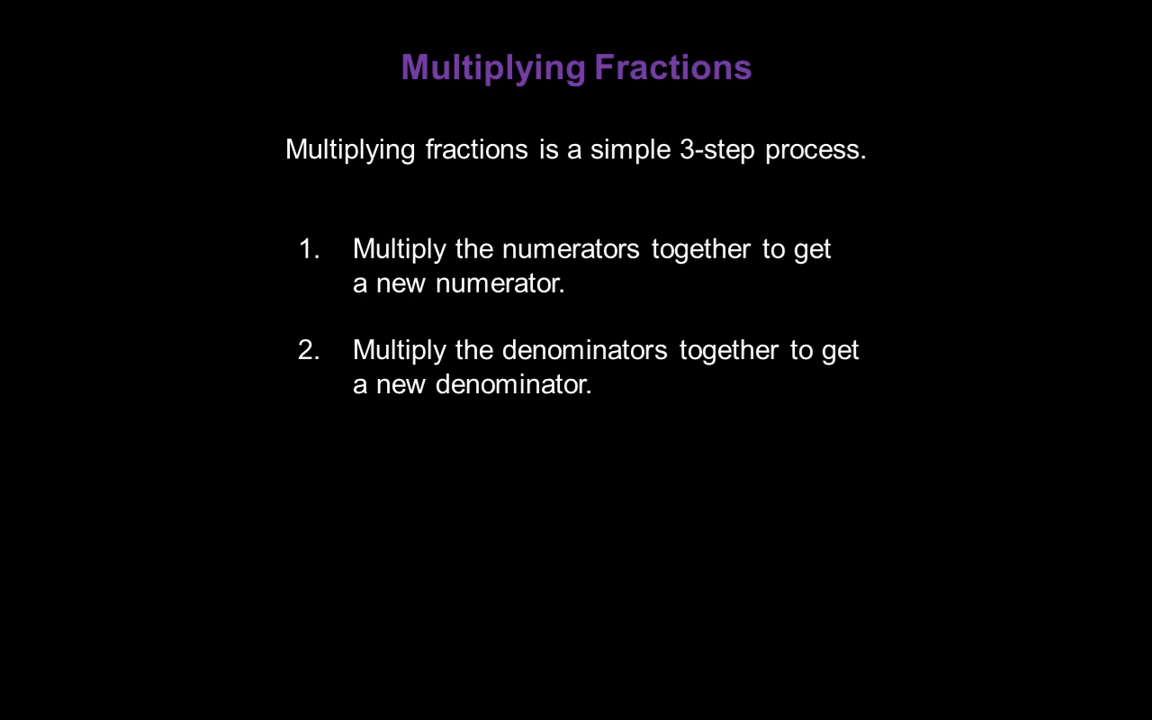 Multiplying Fractions
Multiplying fractions is a simple 3-step process.
1. Multiply the numerators together to get
a new numerator.
2. Multiply the denominators together to get
a new denominator.